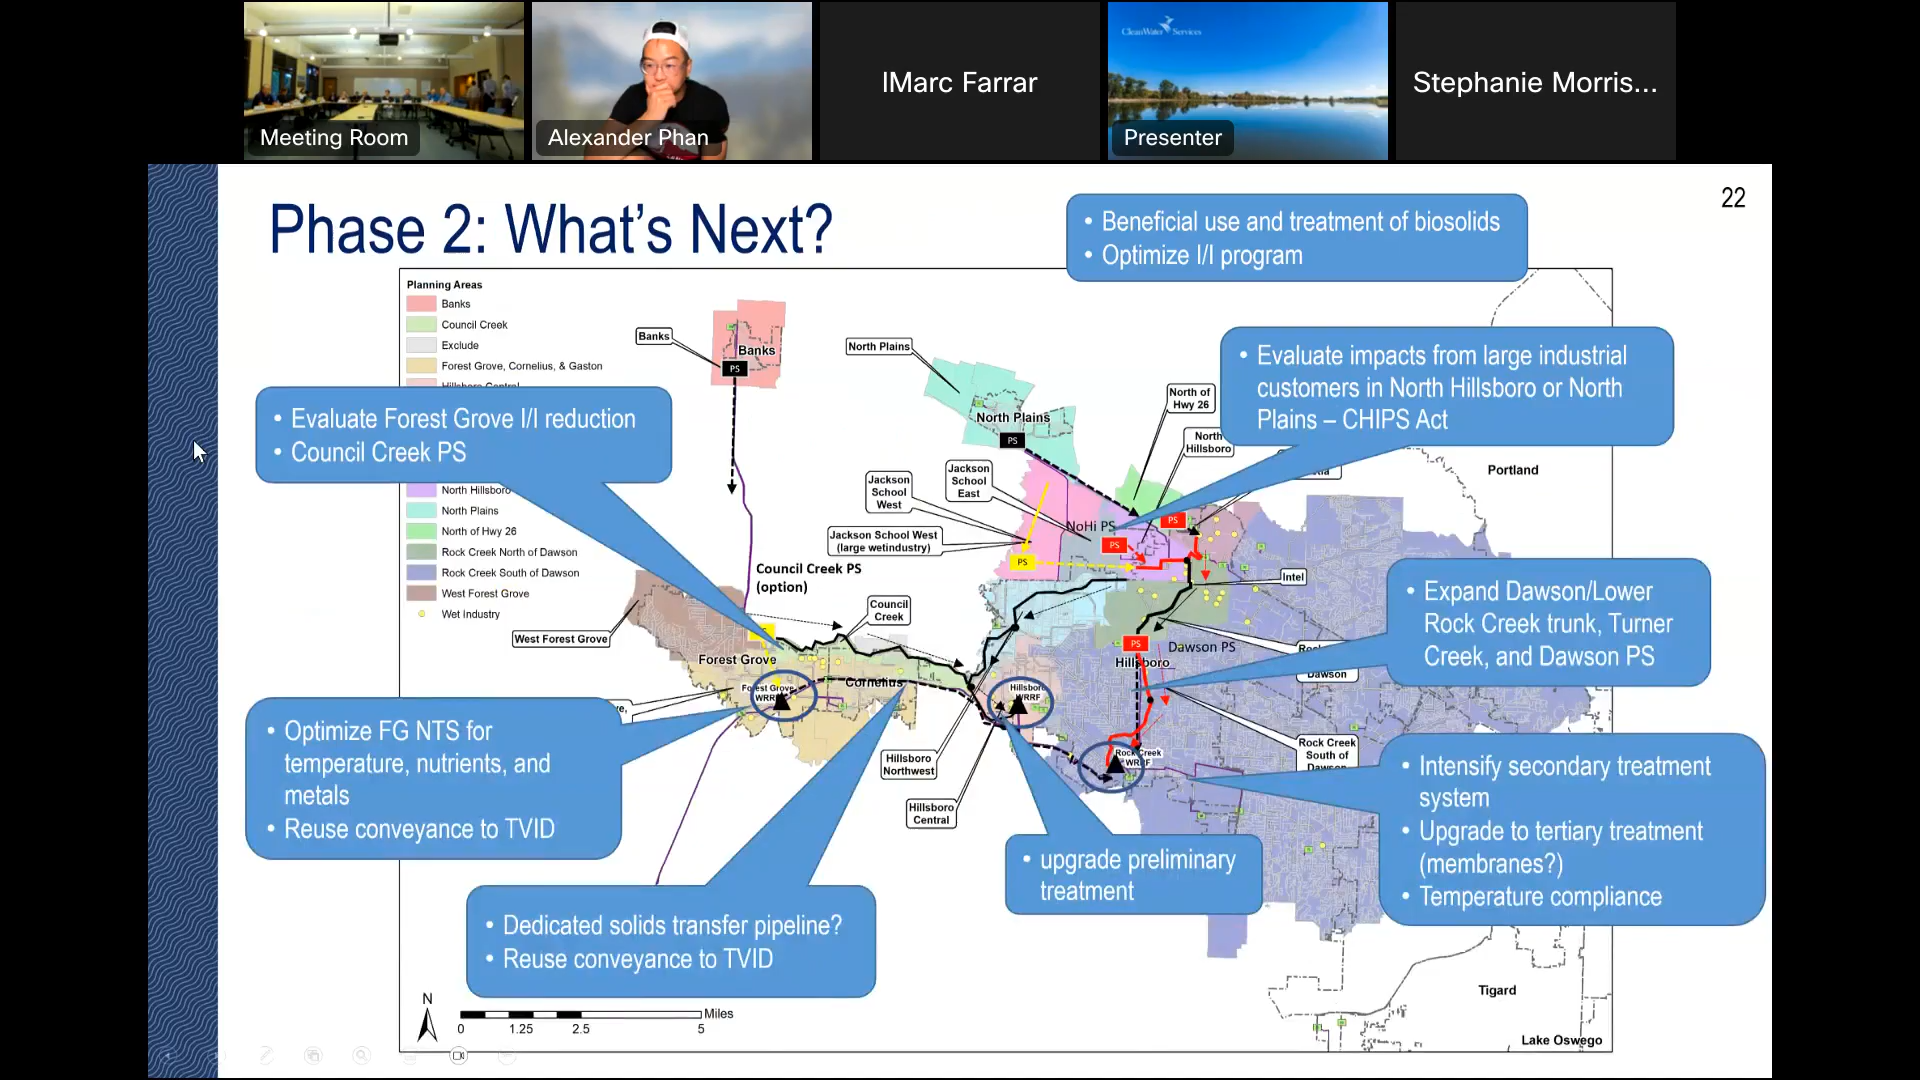 CleanWater Services
Meeting Room
Alexander Phan
IMarc Farrar
Presenter
Stephanie Morris...
22
Phase 2: What's Next?
• Beneficial use and treatment of biosolids
• Optimize I/I program
Planning Areas
Banks
Council Creek
Exclude
Forest Grove, Cornelius, & Gaston
Hillsboro Central
• Evaluate Forest Grove I/I reduction
• Council Creek PS
North Hillsboro
North Plains
North of Hwy 26
Rock Creek North of Dawson
Rock Creek South of Dawson
West Forest Grove
Wet Industry
Banks
Banks
PS
North Plains
North Plains
PS
North of
Hwy 26
North
Hillsboro
• Evaluate impacts from large industrial
customers in North Hillsboro or North
Plains – CHIPS Act
Portland
Jackson
School
East
Jackson
School
West
Jackson School West
(large wetindustry)
NoHi PS
PS
PS
PS
Intel
Council Creek PS
(option)
Council
Creek
West Forest Grove
Forest Grove
Forest Grove
WRRF
Cornelius
Hillsboro
WRRF
PS
Hillsboro
Dawson PS
• Expand Dawson/Lower
Rock Creek trunk, Turner
Creek, and Dawson PS
Dawson
• Optimize FG NTS for
temperature, nutrients, and
metals
• Reuse conveyance to TVID
Hillsboro
Northwest
Hillsboro
Central
Rock Creek
WRRF
Rock Creek
South of
Dawson
• Intensify secondary treatment
system
• Upgrade to tertiary treatment
(membranes?)
• Temperature compliance
• upgrade preliminary
treatment
• Dedicated solids transfer pipeline?
• Reuse conveyance to TVID
N
Miles
0 1.25 2.5 5
Tigard
Lake Oswego